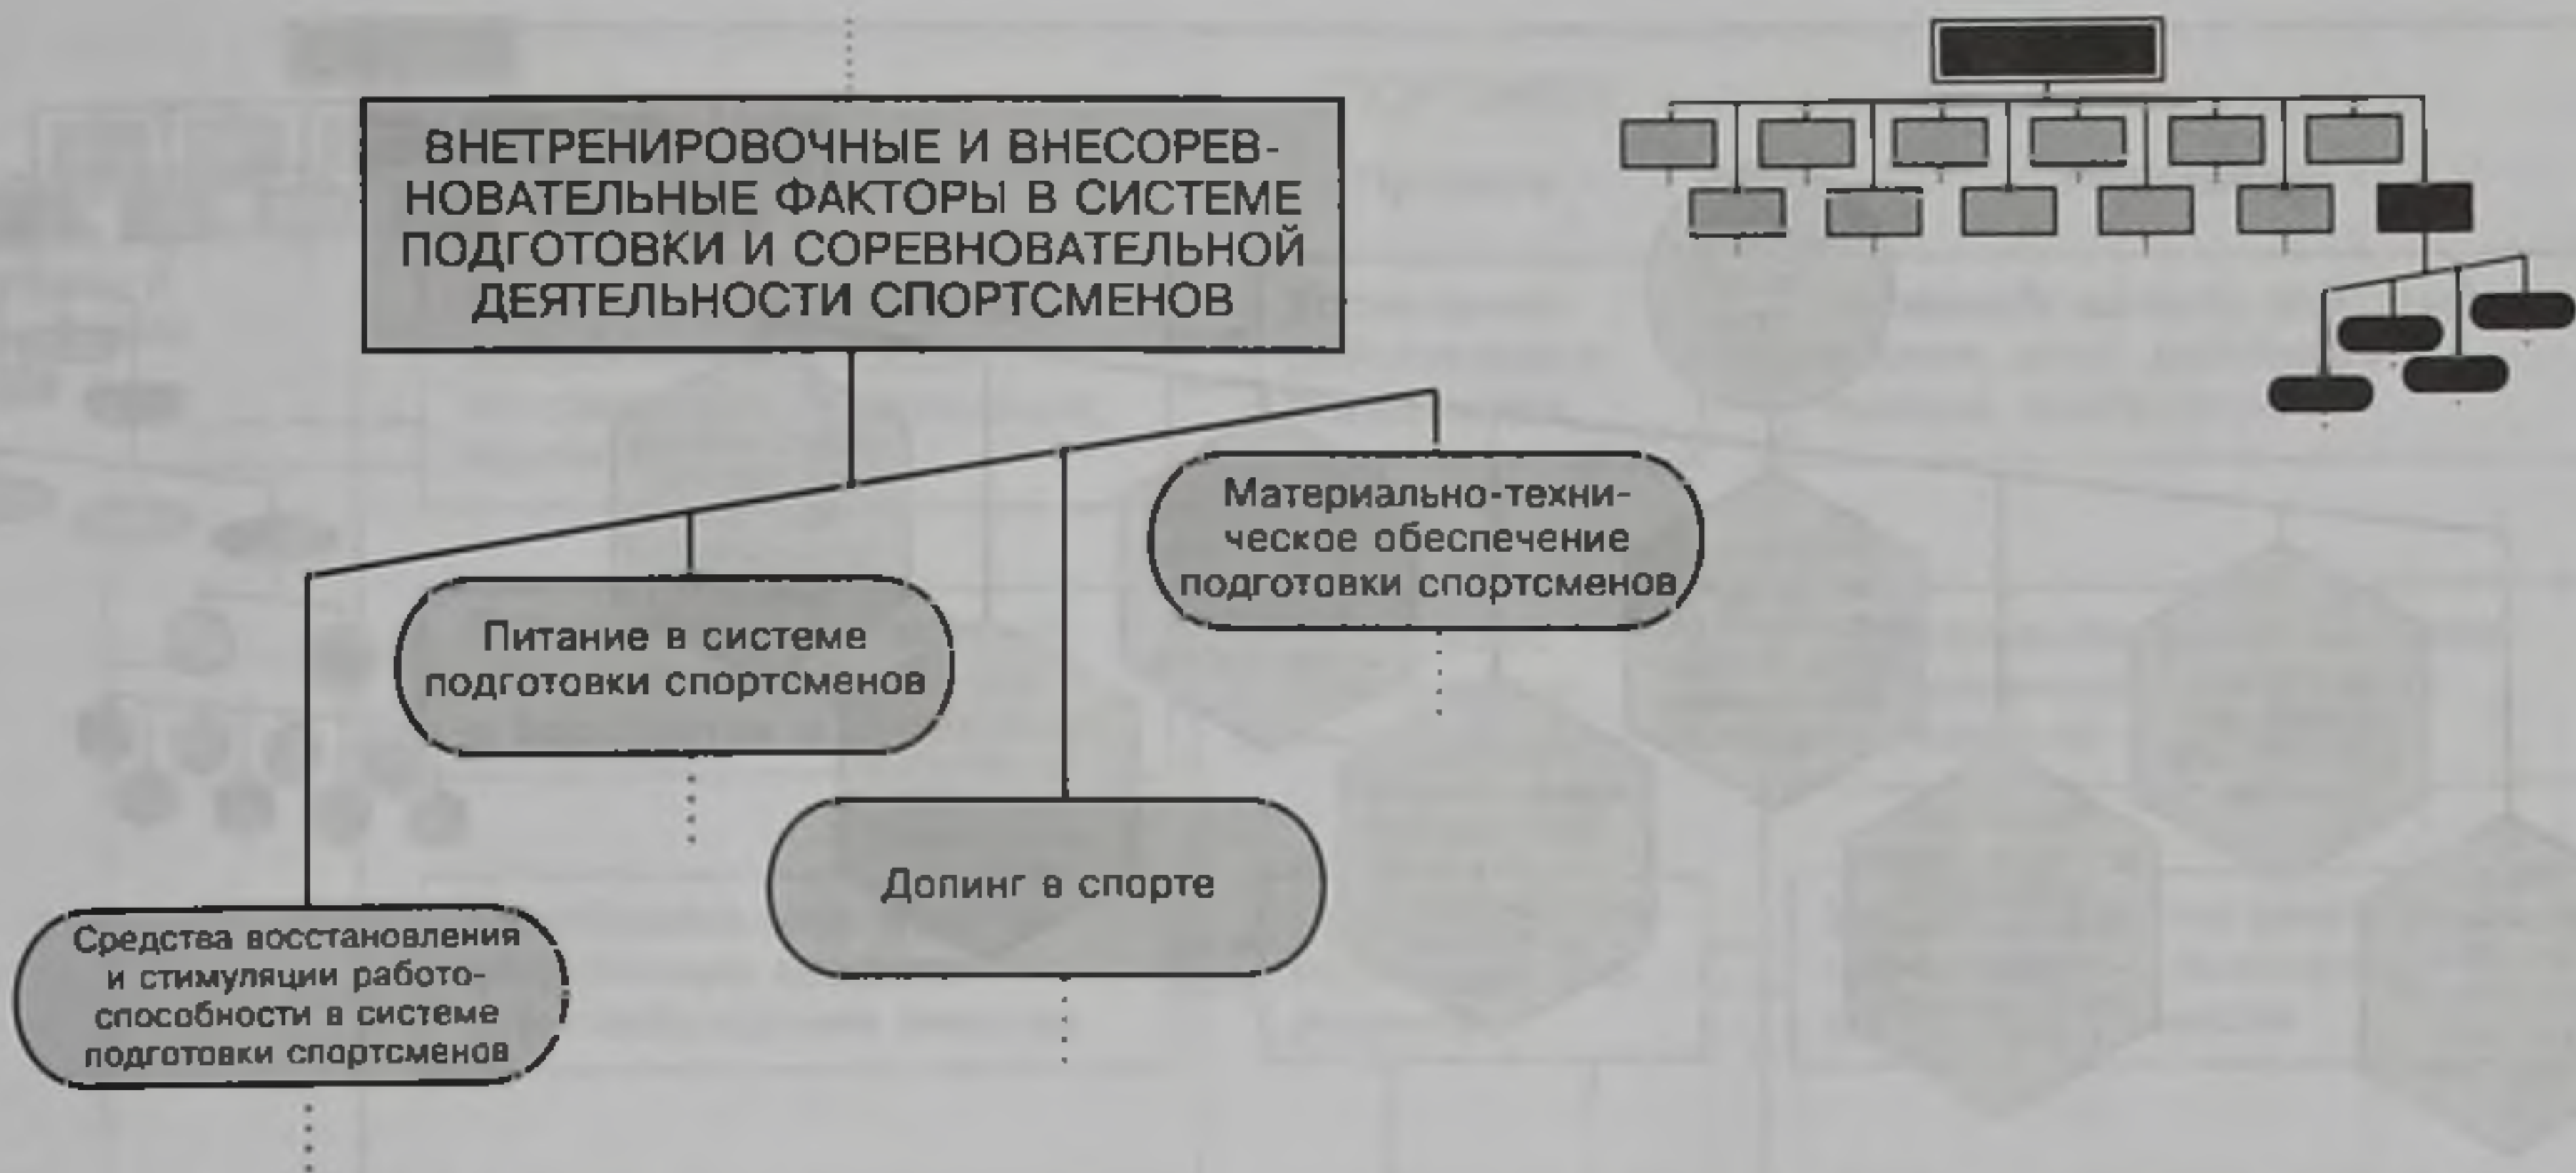 ВНЕТРЕНИРОВОЧНЫЕ И ВНЕСОРЕВ-
НОВАТЕЛЬНЫЕ ФАКТОРЫ В СИСТЕМЕ
ПОДГОТОВКИ И СОРЕВНОВАТЕЛЬНОЙ
ДЕЯТЕЛЬНОСТИ СПОРТСМЕНОВ
Материально-техни-
ческое обеспечение
подготовки спортсменов
Питание в системе
подготовки спортсменов
Допинг в спорте
Средства восстановления
и стимуляции работо-
способности в системе
подготовки спортсменов